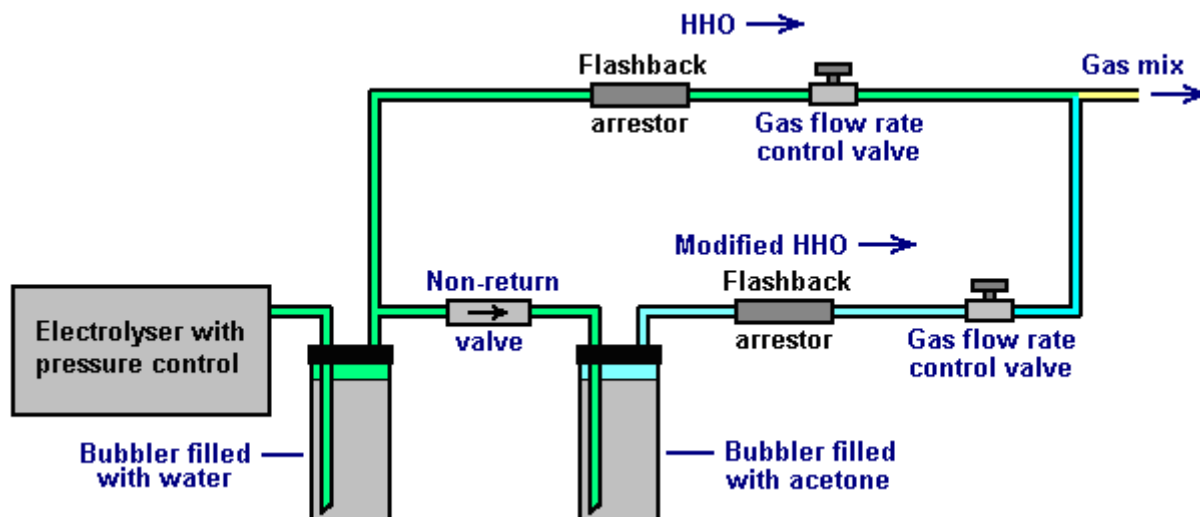 HHO
Flashback
arrestor
Gas flow rate
control valve
Gas mix
Modified HHO
Flashback
arrestor
Gas flow rate
control valve
Non-return
valve
Electrolyser with
pressure control
Bubbler filled
with water
Bubbler filled
with acetone